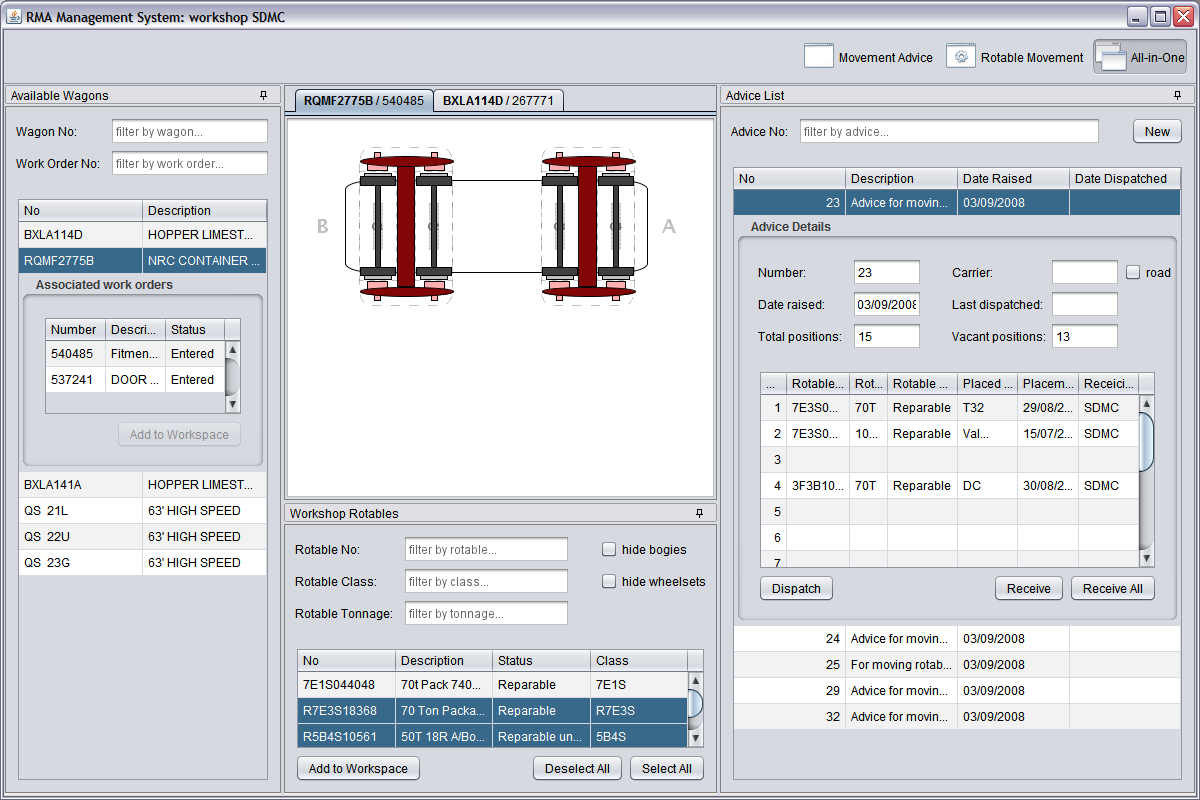 RMA Management System: workshop SDMC
Movement Advice
Rotable Movement
All-in-One
Available Wagons
Wagon No: filter by wagon...
Work Order No: filter by work order...
No Description
BXLA114D HOPPER LIMEST...
RQMF2775B NRC CONTAINER ...
Associated work orders
Number Descri... Status
540485 Fitmen... Entered
537241 DOOR ... Entered
Add to Workspace
BXLA141A HOPPER LIMEST...
QS 21L 63' HIGH SPEED
QS 22U 63' HIGH SPEED
QS 23G 63' HIGH SPEED
RQMF2775B / 540485 BXLA114D / 267771
B A
Workshop Rotables
Rotable No: filter by rotable... hide bogies
Rotable Class: filter by class... hide wheelsets
Rotable Tonnage: filter by tonnage...
No Description Status Class
7E1S044048 70t Pack 740... Reparable 7E1S
R7E3S18368 70 Ton Packa... Reparable R7E3S
R5B4S10561 50T 18R A/Bo... Reparable un... 5B4S
Add to Workspace Deselect All Select All
Advice List
Advice No: filter by advice... New
No Description Date Raised Date Dispatched
23 Advice for movin... 03/09/2008
Advice Details
Number: 23 Carrier: road
Date raised: 03/09/2008 Last dispatched:
Total positions: 15 Vacant positions: 13
... Rotable... Rot... Rotable ... Placed ... Placem... Receici...
1 7E3S0... 70T Reparable T32 29/08/2... SDMC
2 7E3S0... 10... Reparable Val... 15/07/2... SDMC
3
4 3F3B10... 70T Reparable DC 30/08/2... SDMC
5
6
7
Dispatch Receive Receive All
24 Advice for movin... 03/09/2008
25 For moving rotab... 03/09/2008
29 Advice for movin... 03/09/2008
32 Advice for movin... 03/09/2008